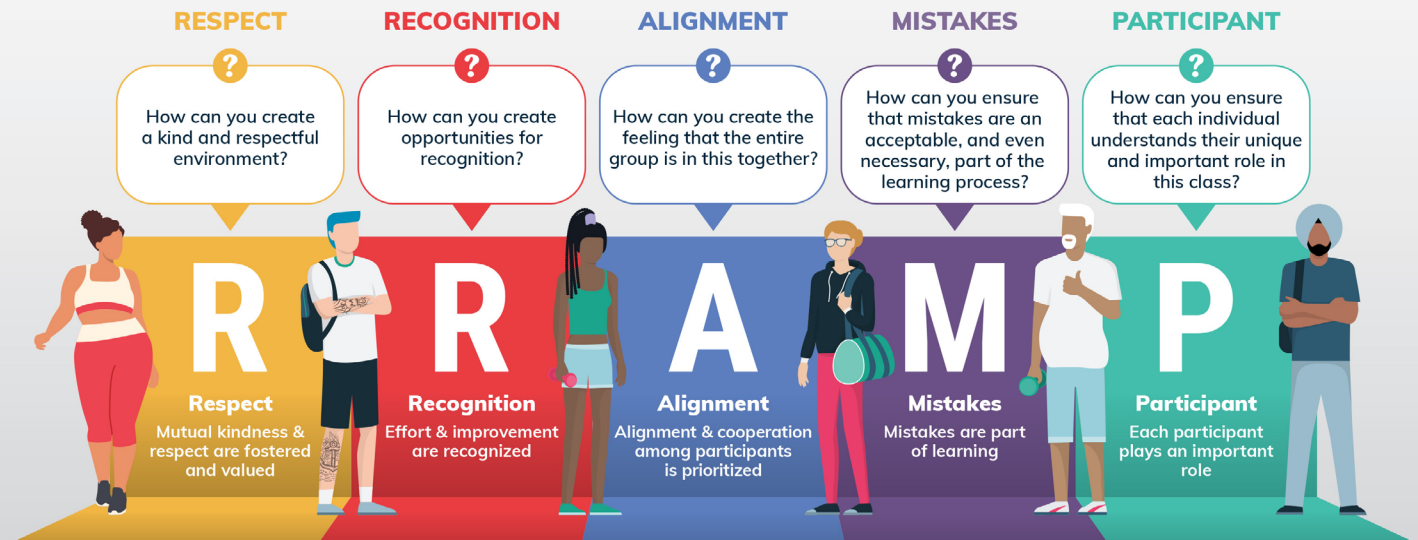 RESPECT
?
How can you create
a kind and respectful
environment?
R
Respect
Mutual kindness &
respect are fostered
and valued
RECOGNITION
?
How can you create
opportunities for
recognition?
R
Recognition
Effort & improvement
are recognized
ALIGNMENT
?
How can you create the
feeling that the entire
group is in this together?
A
Alignment
Alignment & cooperation
among participants
is prioritized
MISTAKES
?
How can you ensure
that mistakes are an
acceptable, and even
necessary, part of the
learning process?
M
Mistakes
Mistakes are part
of learning
PARTICIPANT
?
How can you ensure
that each individual
understands their unique
and important role in
this class?
P
Participant
Each participant
plays an important
role